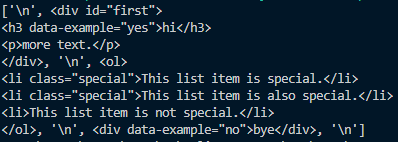 ['\n', <div id="first">
<h3 data-example="yes">hi</h3>
<p>more text.</p>
</div>, '\n', <ol>
<li class="special">This list item is special.</li>
<li class="special">This list item is also special.</li>
<li>This list item is not special.</li>
</ol>, '\n', <div data-example="no">bye</div>, '\n']